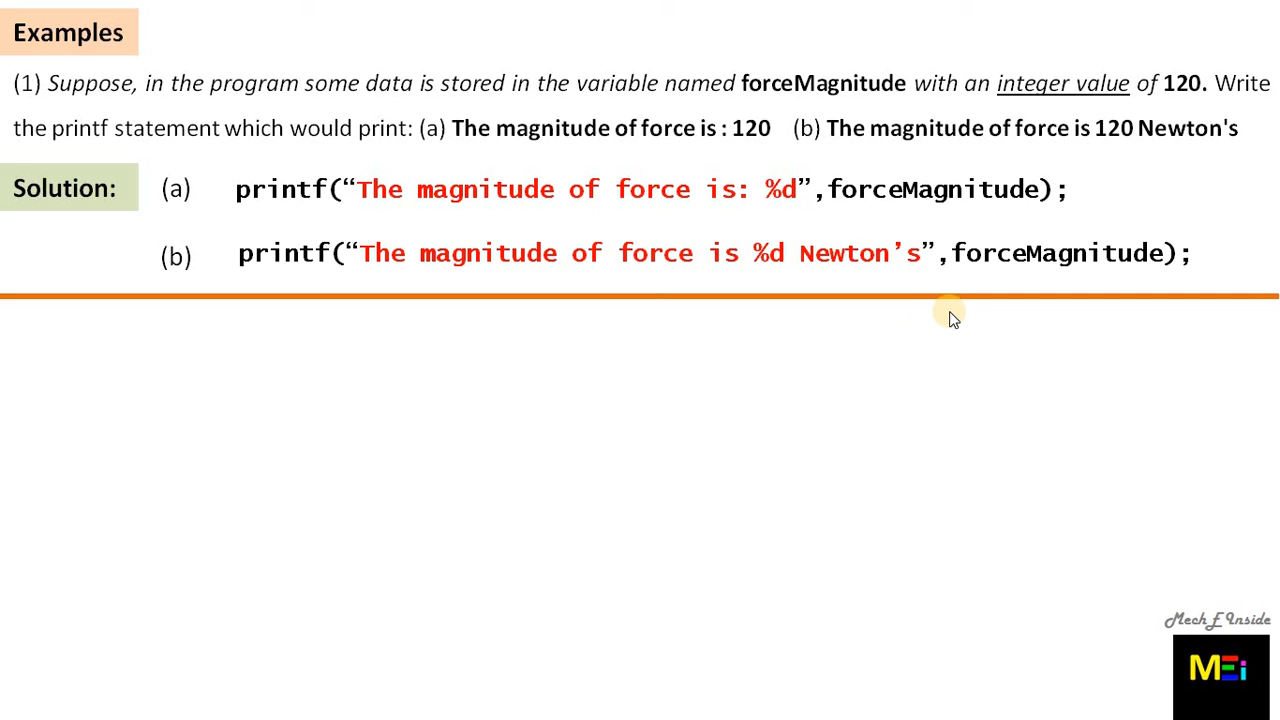 Examples
(1) Suppose, in the program some data is stored in the variable named forceMagnitude with an integer value of 120. Write
the printf statement which would print: (a) The magnitude of force is : 120 (b) The magnitude of force is 120 Newton's
Solution: (a) printf(“The magnitude of force is: %d”,forceMagnitude);
(b) printf(“The magnitude of force is %d Newton’s”,forceMagnitude);
Mech E Inside
MEi